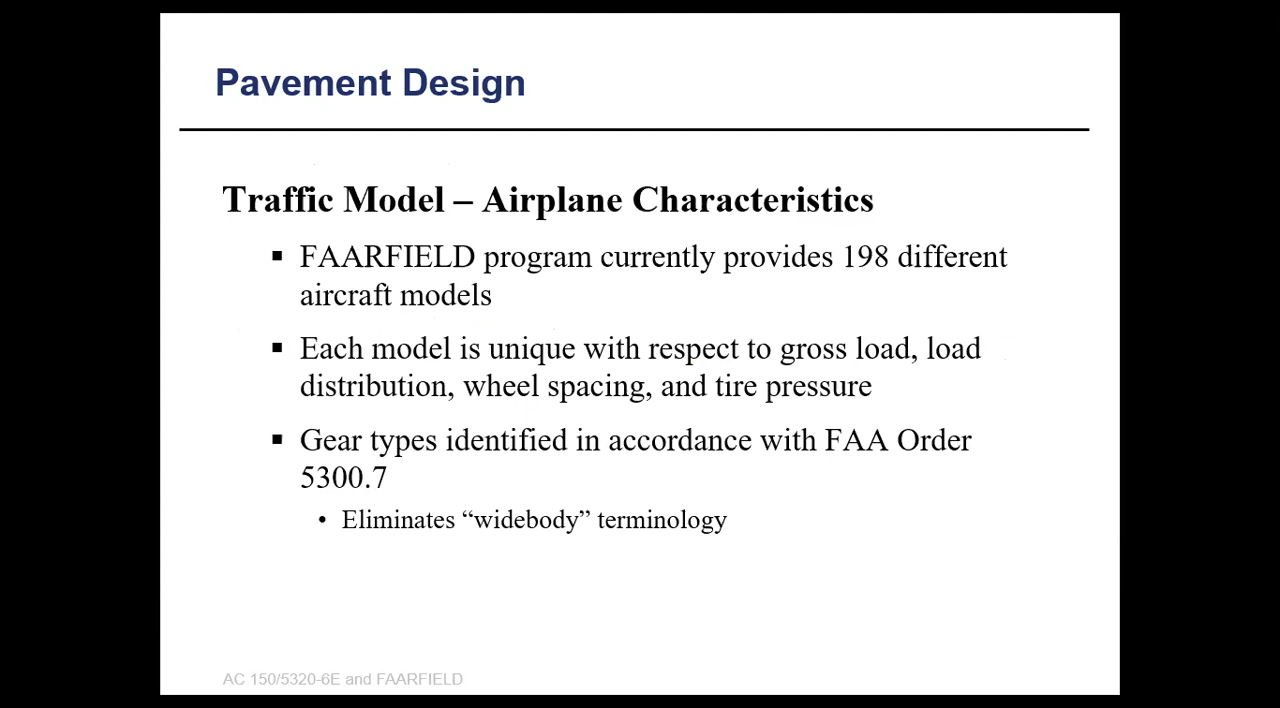 Pavement Design
Traffic Model – Airplane Characteristics
▪ FAARFIELD program currently provides 198 different
aircraft models
▪ Each model is unique with respect to gross load, load
distribution, wheel spacing, and tire pressure
▪ Gear types identified in accordance with FAA Order
5300.7
• Eliminates “widebody” terminology
AC 150/5320-6E and FAARFIELD